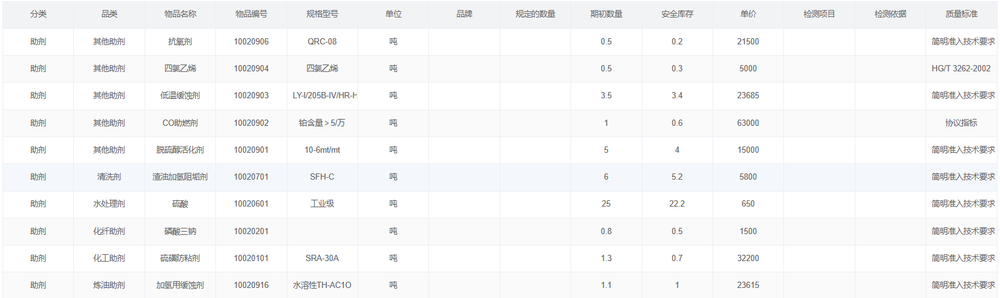 分类 品类 物品名称 物品编号 规格型号 单位 品牌 规定的数量 期初数量 安全库存 单价 检测项目 检测依据 质量标准
助剂 其他助剂 抗氧剂 10020906 QRC-08 吨 0.5 0.2 21500 简明准入技术要求
助剂 其他助剂 四氯乙烯 10020904 四氯乙烯 吨 0.5 0.3 5000 HG/T 3262-2002
助剂 其他助剂 低温缓蚀剂 10020903 LY-I/205B-IV/HR-H 吨 3.5 3.4 23685 简明准入技术要求
助剂 其他助剂 CO助燃剂 10020902 铂含量＞5/万 吨 1 0.6 63000 协议指标
助剂 其他助剂 脱硫醇活化剂 10020901 10-6mt/mt 吨 5 4 15000 简明准入技术要求
助剂 清洗剂 渣油加氢阻垢剂 10020701 SFH-C 吨 6 5.2 5800 简明准入技术要求
助剂 水处理剂 硫酸 10020601 工业级 吨 25 22.2 650 简明准入技术要求
助剂 化纤助剂 磷酸三钠 10020201 吨 0.8 0.5 1500 简明准入技术要求
助剂 化工助剂 硫磺防粘剂 10020101 SRA-30A 吨 1.3 0.7 32200 简明准入技术要求
助剂 炼油助剂 加氢用缓蚀剂 10020916 水溶性TH-AC1O 吨 1.1 1 23615 简明准入技术要求